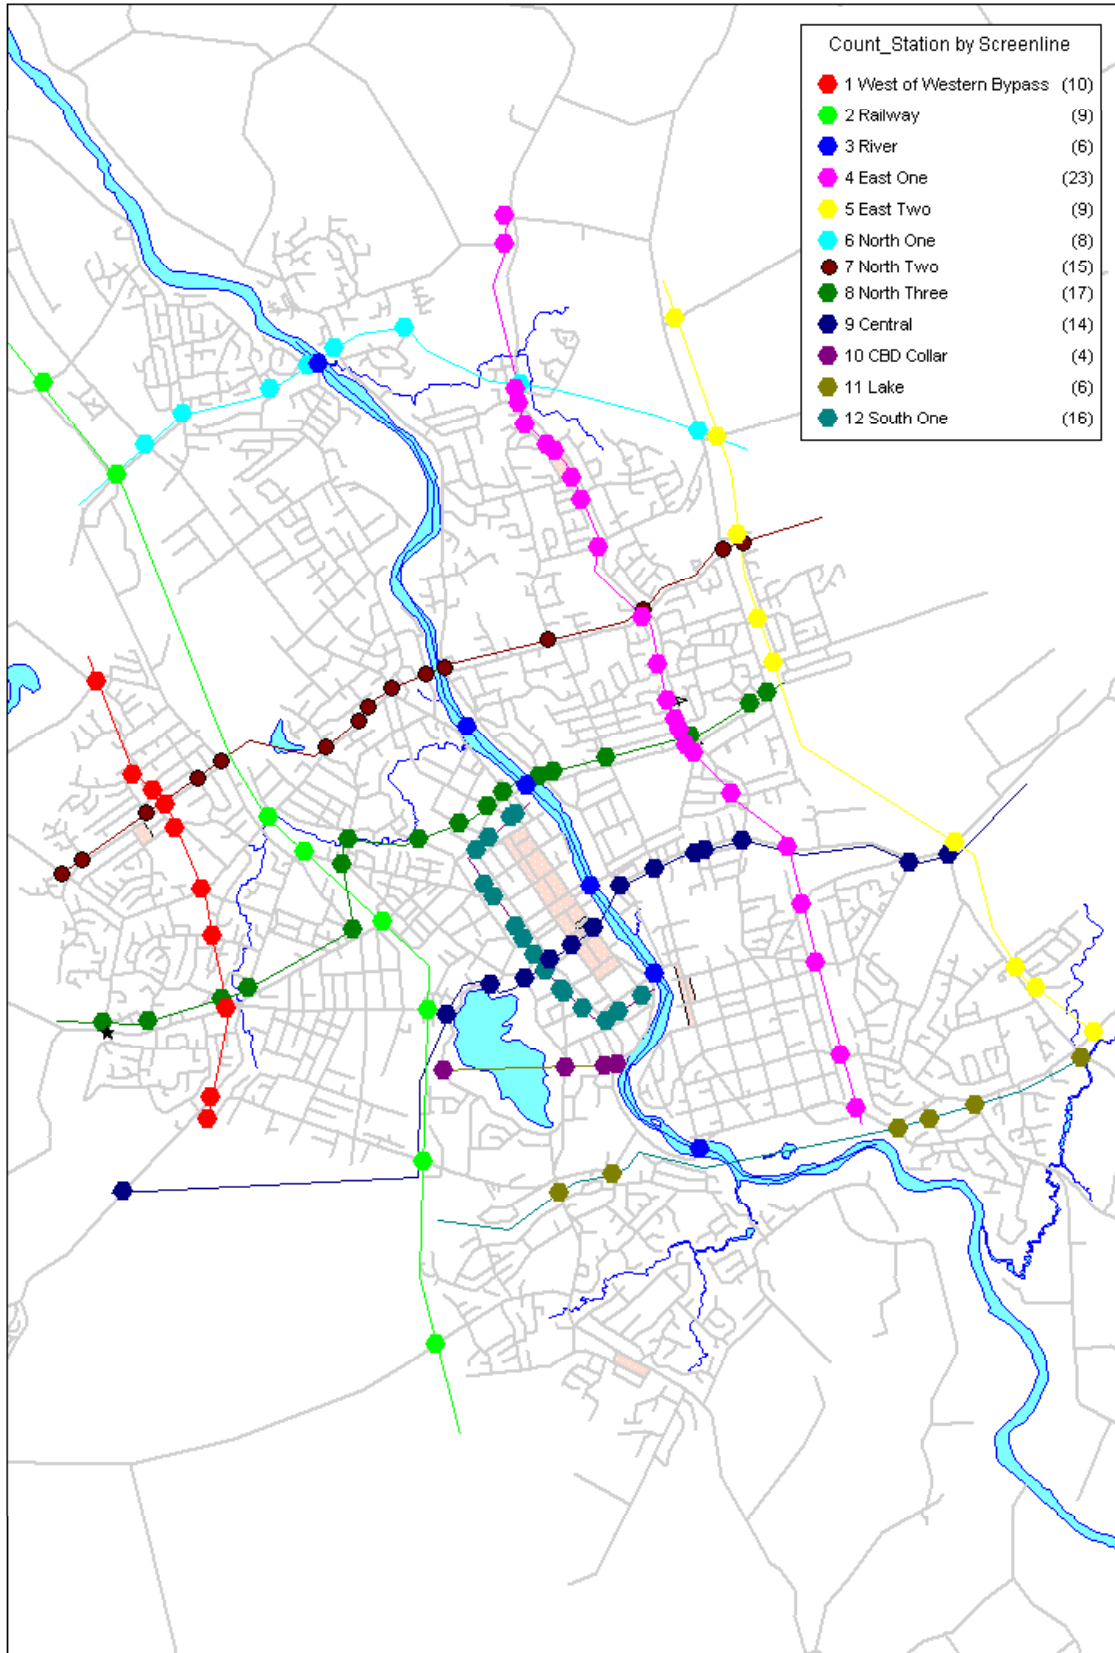 Count_Station by Screenline
1 West of Western Bypass (10)
2 Railway (9)
3 River (6)
4 East One (23)
5 East Two (9)
6 North One (8)
7 North Two (15)
8 North Three (17)
9 Central (14)
10 CBD Collar (4)
11 Lake (6)
12 South One (16)